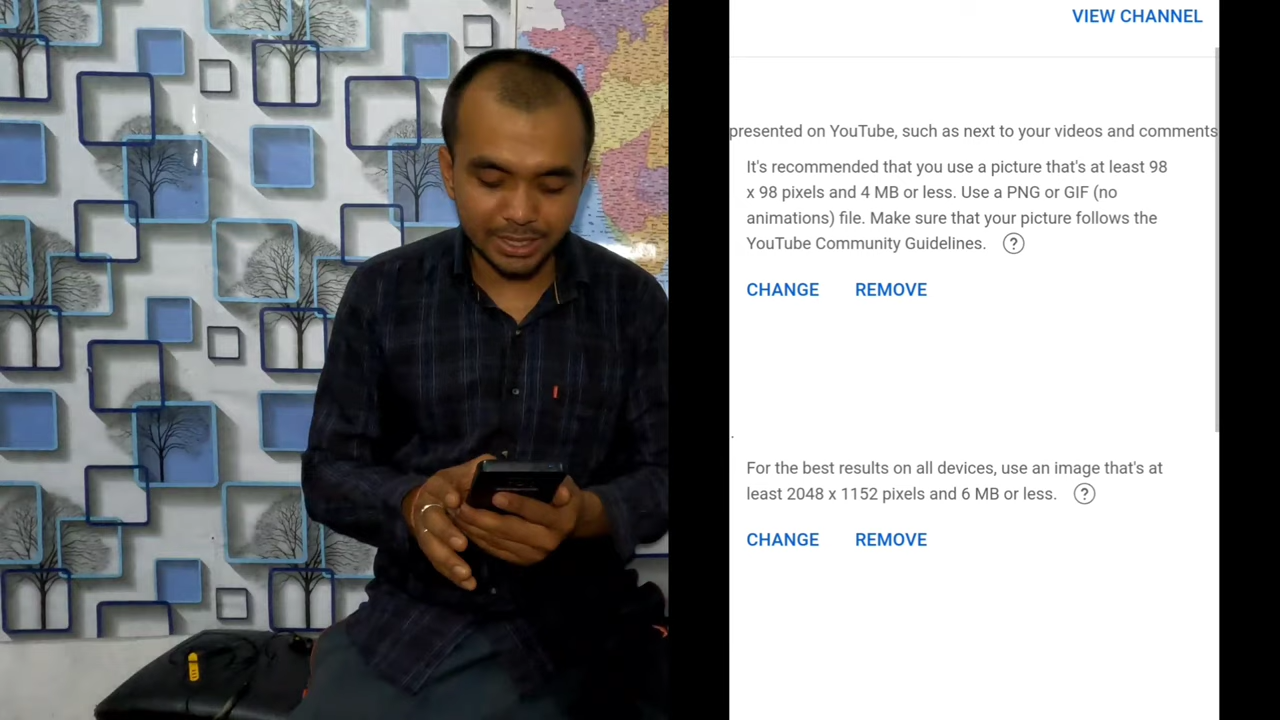 VIEW CHANNEL
presented on YouTube, such as next to your videos and comments
It's recommended that you use a picture that's at least 98
x 98 pixels and 4 MB or less. Use a PNG or GIF (no
animations) file. Make sure that your picture follows the
YouTube Community Guidelines. ?
CHANGE REMOVE
.
For the best results on all devices, use an image that's at
least 2048 x 1152 pixels and 6 MB or less. ?
CHANGE REMOVE